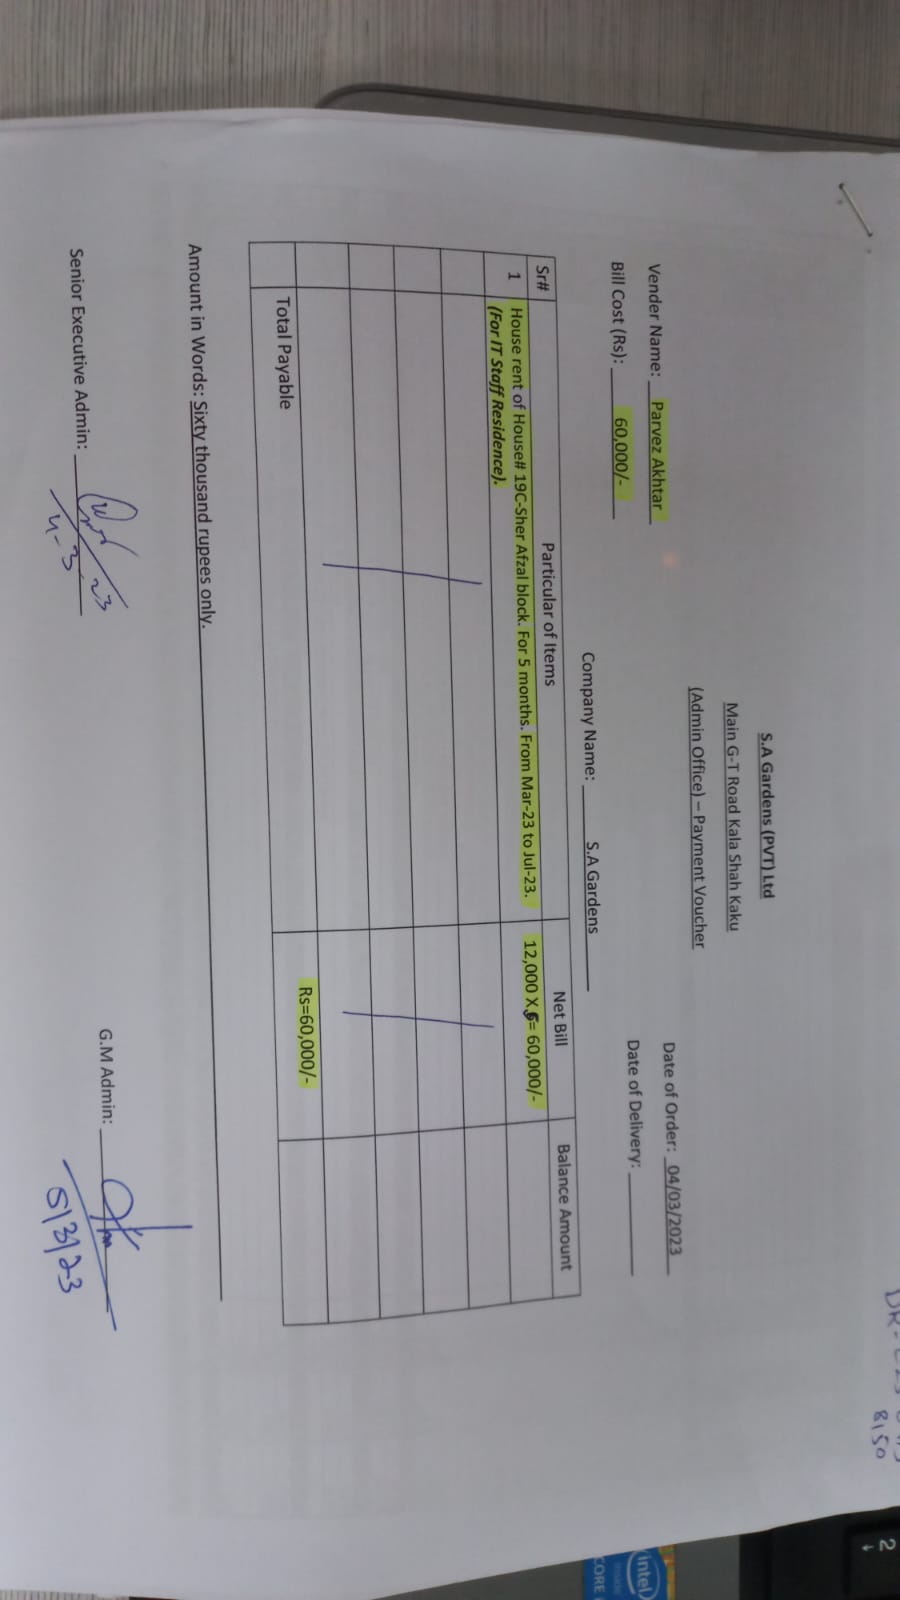 S.A Gardens (PVT) Ltd
Main G-T Road Kala Shah Kaku
(Admin Office) – Payment Voucher
Vender Name: Parvez Akhtar Date of Order: 04/03/2023
Bill Cost (Rs): 60,000/- Company Name: S.A Gardens Date of Delivery:
Sr# Particular of Items Net Bill Balance Amount
1 House rent of House# 19C-Sher Afzal block. For 5 months. From Mar-23 to Jul-23. 12,000 X 5= 60,000/-
(For IT Staff Residence).
Total Payable Rs=60,000/-
Amount in Words: Sixty thousand rupees only.
Senior Executive Admin: G.M Admin:
4-3 23
5/3/23
8150
intel
inside
CORE
2